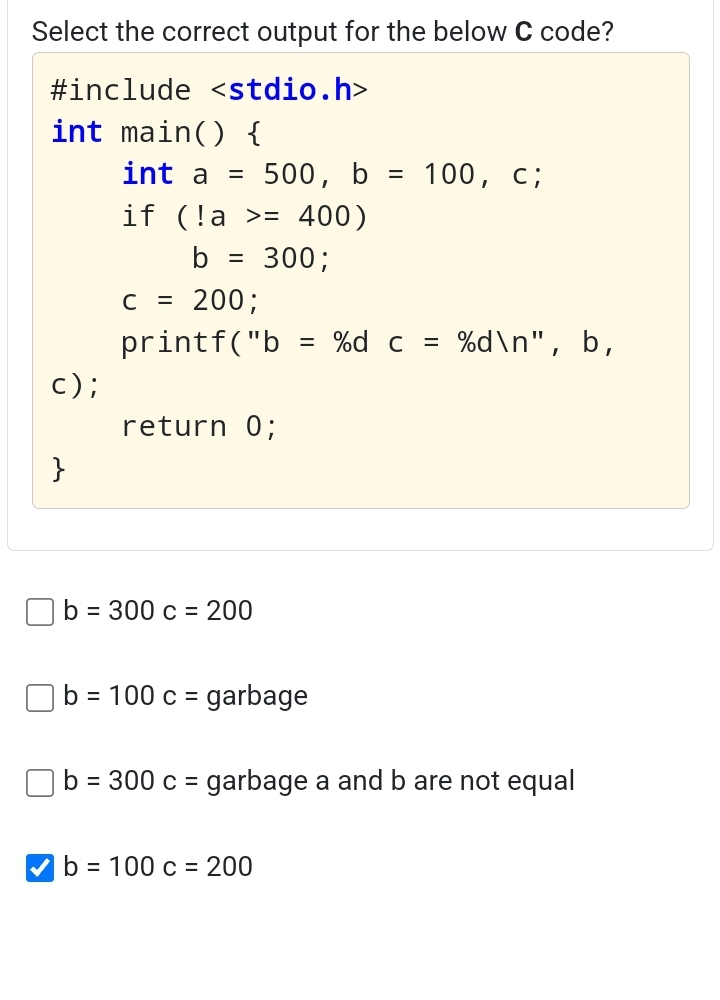 Select the correct output for the below C code?
#include <stdio.h>
int main() {
    int a = 500, b = 100, c;
    if (!a >= 400)
        b = 300;
    c = 200;
    printf("b = %d c = %d\n", b,
c);
    return 0;
}
b = 300 c = 200
b = 100 c = garbage
b = 300 c = garbage a and b are not equal
b = 100 c = 200